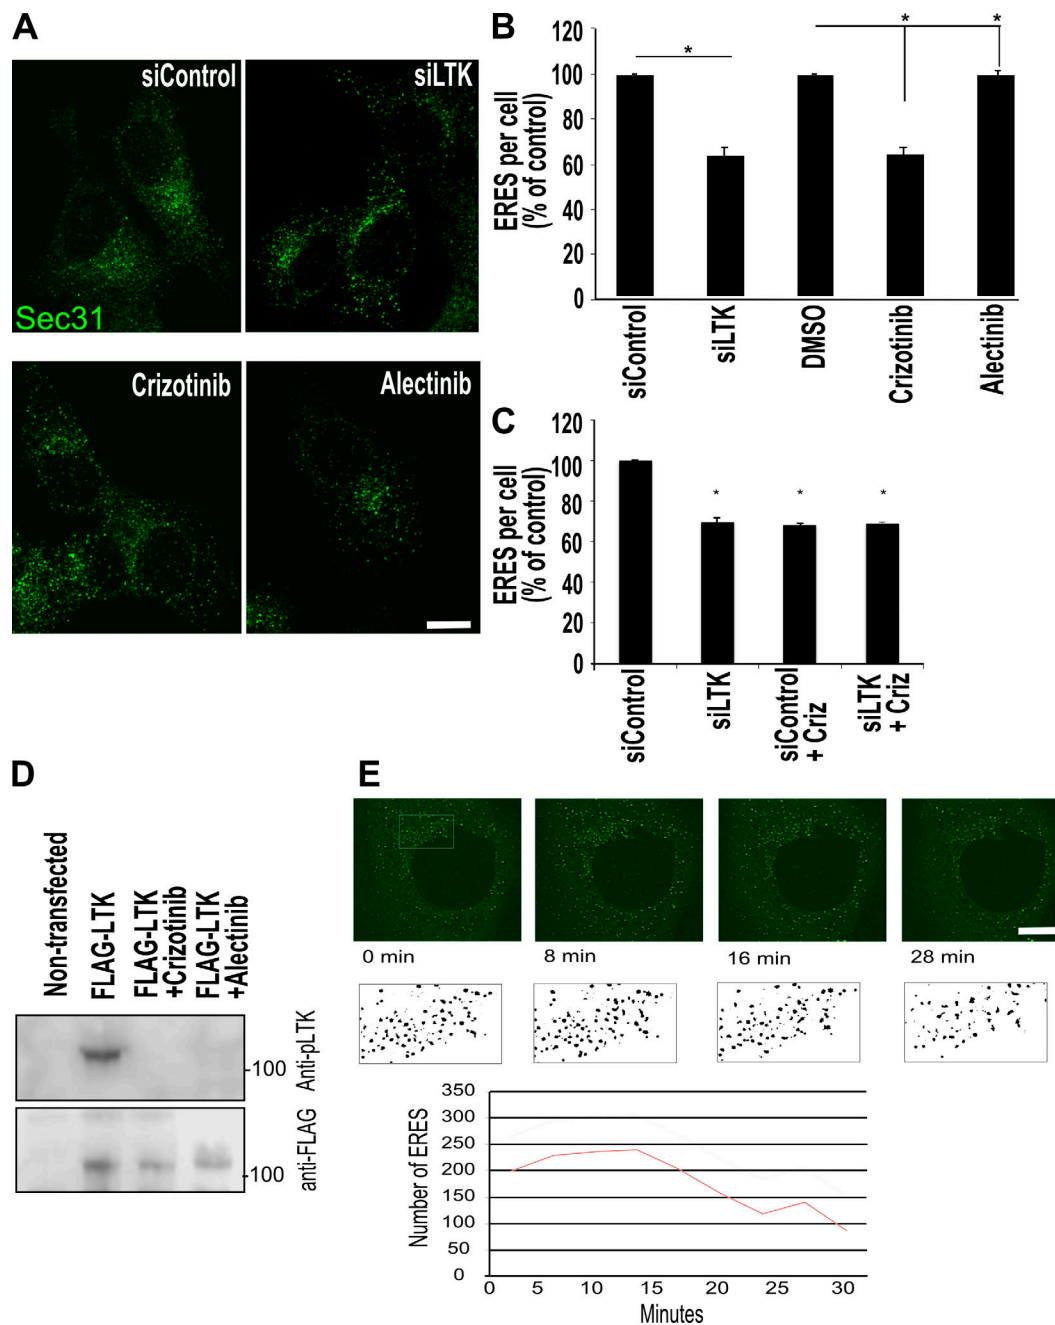 A
siControl
siLTK
Sec31
Crizotinib
Alectinib
B
ERES per cell
(% of control)
120
100
80
60
40
20
0
*
*
*
siControl
siLTK
DMSO
Crizotinib
Alectinib
C
ERES per cell
(% of control)
120
100
80
60
40
20
0
*
*
*
siControl
siLTK
siControl
+ Criz
siLTK
+ Criz
D
Non-transfected
FLAG-LTK
FLAG-LTK
+Crizotinib
FLAG-LTK
+Alectinib
-100
Anti-pLTK
-100
anti-FLAG
E
0 min
8 min
16 min
28 min
Number of ERES
350
300
250
200
150
100
50
0
0 5 10 15 20 25 30
Minutes